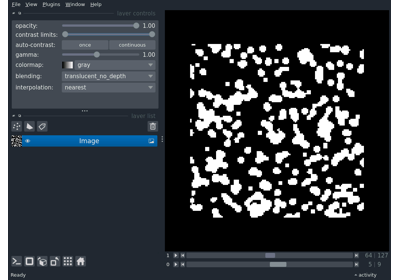 File View Plugins Window Help
layer controls
opacity: 1.00
contrast limits:
auto-contrast: once continuous
gamma: 1.00
colormap: gray
blending: translucent_no_depth
interpolation: nearest
layer list
Image
1 64 127
0 5 9
Ready activity